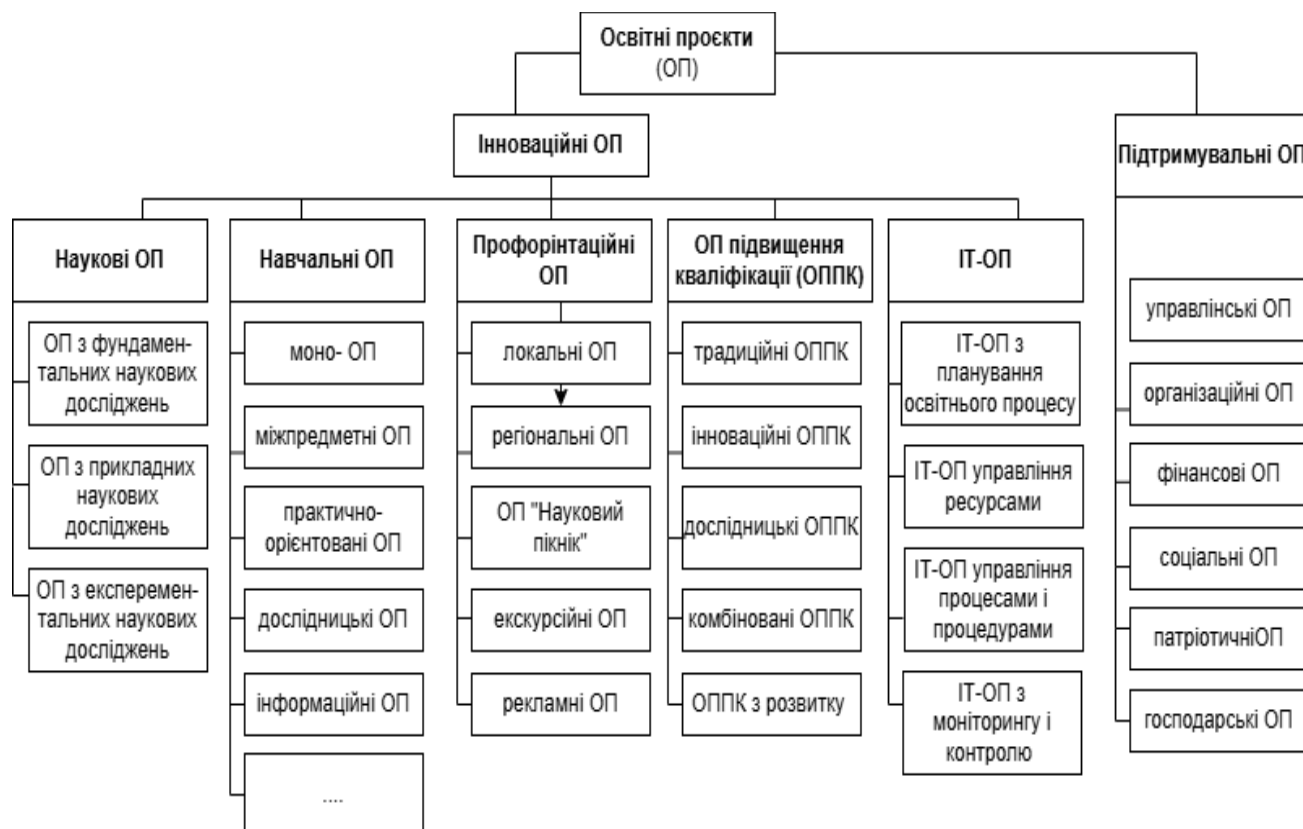 Освітні проєкти
(ОП)
Інноваційні ОП
Підтримувальні ОП
Наукові ОП
Навчальні ОП
Профорінтаційні
ОП
ОП підвищення
кваліфікації (ОППК)
ІТ-ОП
ОП з фундамен-
тальних наукових
досліджень
ОП з прикладних
наукових
досліджень
ОП з експеремен-
тальних наукових
досліджень
моно- ОП
міжпредметні ОП
практично-
орієнтовані ОП
дослідницькі ОП
інформаційні ОП
....
локальні ОП
регіональні ОП
ОП "Науковий
пікнік"
екскурсійні ОП
рекламні ОП
традиційні ОППК
інноваційні ОППК
дослідницькі ОППК
комбіновані ОППК
ОППК з розвитку
ІТ-ОП з
планування
освітнього процесу
ІТ-ОП управління
ресурсами
ІТ-ОП управління
процесами і
процедурами
ІТ-ОП з
моніторингу і
контролю
управлінські ОП
організаційні ОП
фінансові ОП
соціальні ОП
патріотичніОП
господарські ОП